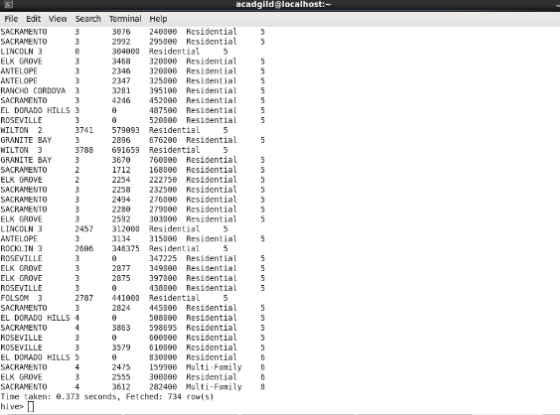 acadgild@localhost:~
File Edit View Search Terminal Help
SACRAMENTO 3 3076 240000 Residential 5
SACRAMENTO 3 2992 295000 Residential 5
LINCOLN 3 0 304000 Residential 5
ELK GROVE 3 3468 320000 Residential 5
ANTELOPE 3 2346 320000 Residential 5
ANTELOPE 3 2347 325000 Residential 5
RANCHO CORDOVA 3 3281 395100 Residential 5
SACRAMENTO 3 4246 452000 Residential 5
EL DORADO HILLS 3 0 487500 Residential 5
ROSEVILLE 3 0 520000 Residential 5
WILTON 2 3741 579093 Residential 5
GRANITE BAY 3 2896 676200 Residential 5
WILTON 3 3788 691659 Residential 5
GRANITE BAY 3 3670 760000 Residential 5
SACRAMENTO 2 1712 168000 Residential 5
ELK GROVE 2 2254 222750 Residential 5
SACRAMENTO 3 2258 232500 Residential 5
SACRAMENTO 3 2494 276000 Residential 5
SACRAMENTO 3 2280 279000 Residential 5
ELK GROVE 3 2592 303000 Residential 5
LINCOLN 3 2457 312000 Residential 5
ANTELOPE 3 3134 315000 Residential 5
ROCKLIN 3 2606 346375 Residential 5
ROSEVILLE 3 0 347225 Residential 5
ELK GROVE 3 2877 349000 Residential 5
ELK GROVE 3 2875 397000 Residential 5
ROSEVILLE 3 0 438000 Residential 5
FOLSOM 3 2787 441000 Residential 5
SACRAMENTO 3 2824 445000 Residential 5
EL DORADO HILLS 4 0 508000 Residential 5
SACRAMENTO 4 3863 598695 Residential 5
ROSEVILLE 3 0 600000 Residential 5
ROSEVILLE 3 3579 610000 Residential 5
EL DORADO HILLS 5 0 830000 Residential 6
SACRAMENTO 4 2475 159900 Multi-Family 6
ELK GROVE 3 2555 300000 Residential 6
SACRAMENTO 4 3612 282400 Multi-Family 8
Time taken: 0.373 seconds, Fetched: 734 row(s)
hive>